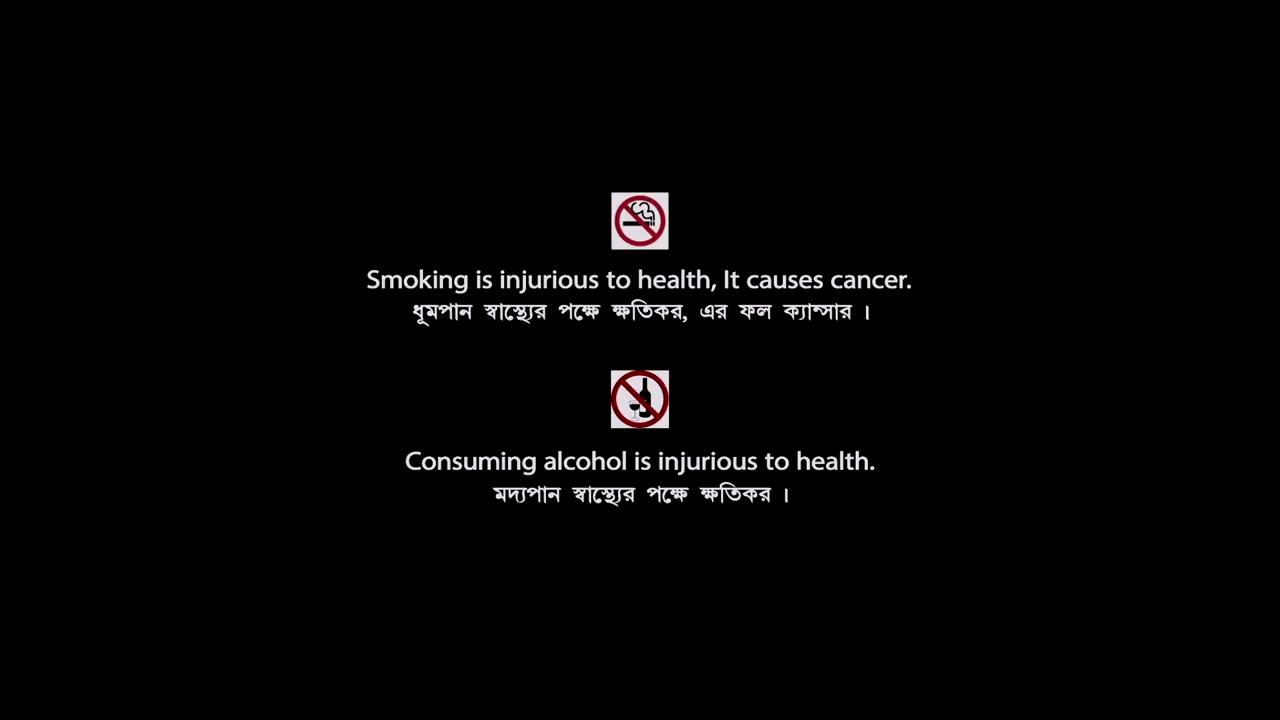 Smoking is injurious to health, It causes cancer.
ধূমপান স্বাস্থ্যের পক্ষে ক্ষতিকর, এর ফল ক্যান্সার ।
Consuming alcohol is injurious to health.
মদ্যপান স্বাস্থ্যের পক্ষে ক্ষতিকর ।